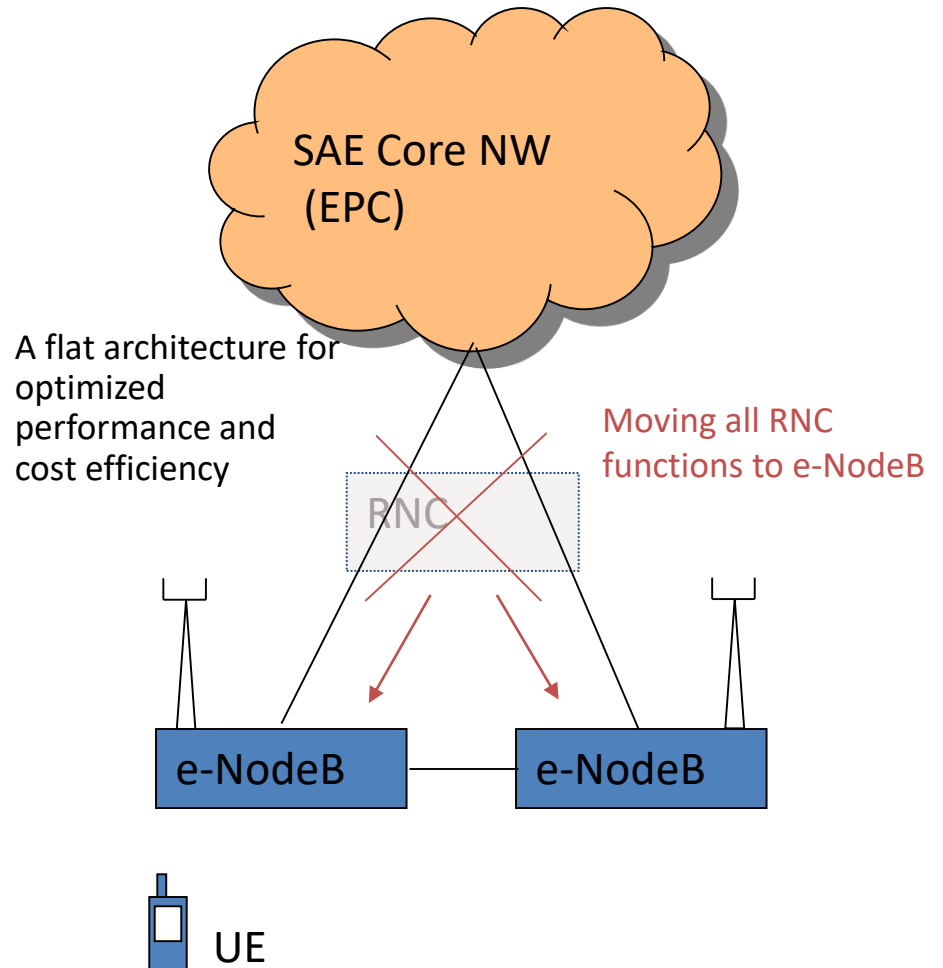 SAE Core NW
(EPC)
A flat architecture for
optimized
performance and
cost efficiency
Moving all RNC
functions to e-NodeB
RNC
e-NodeB
e-NodeB
UE